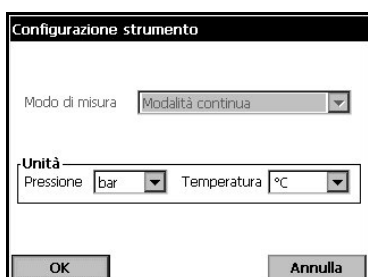 Configurazione strumento
Modo di misura Modalità continua
Unità
Pressione bar Temperatura °C
OK Annulla